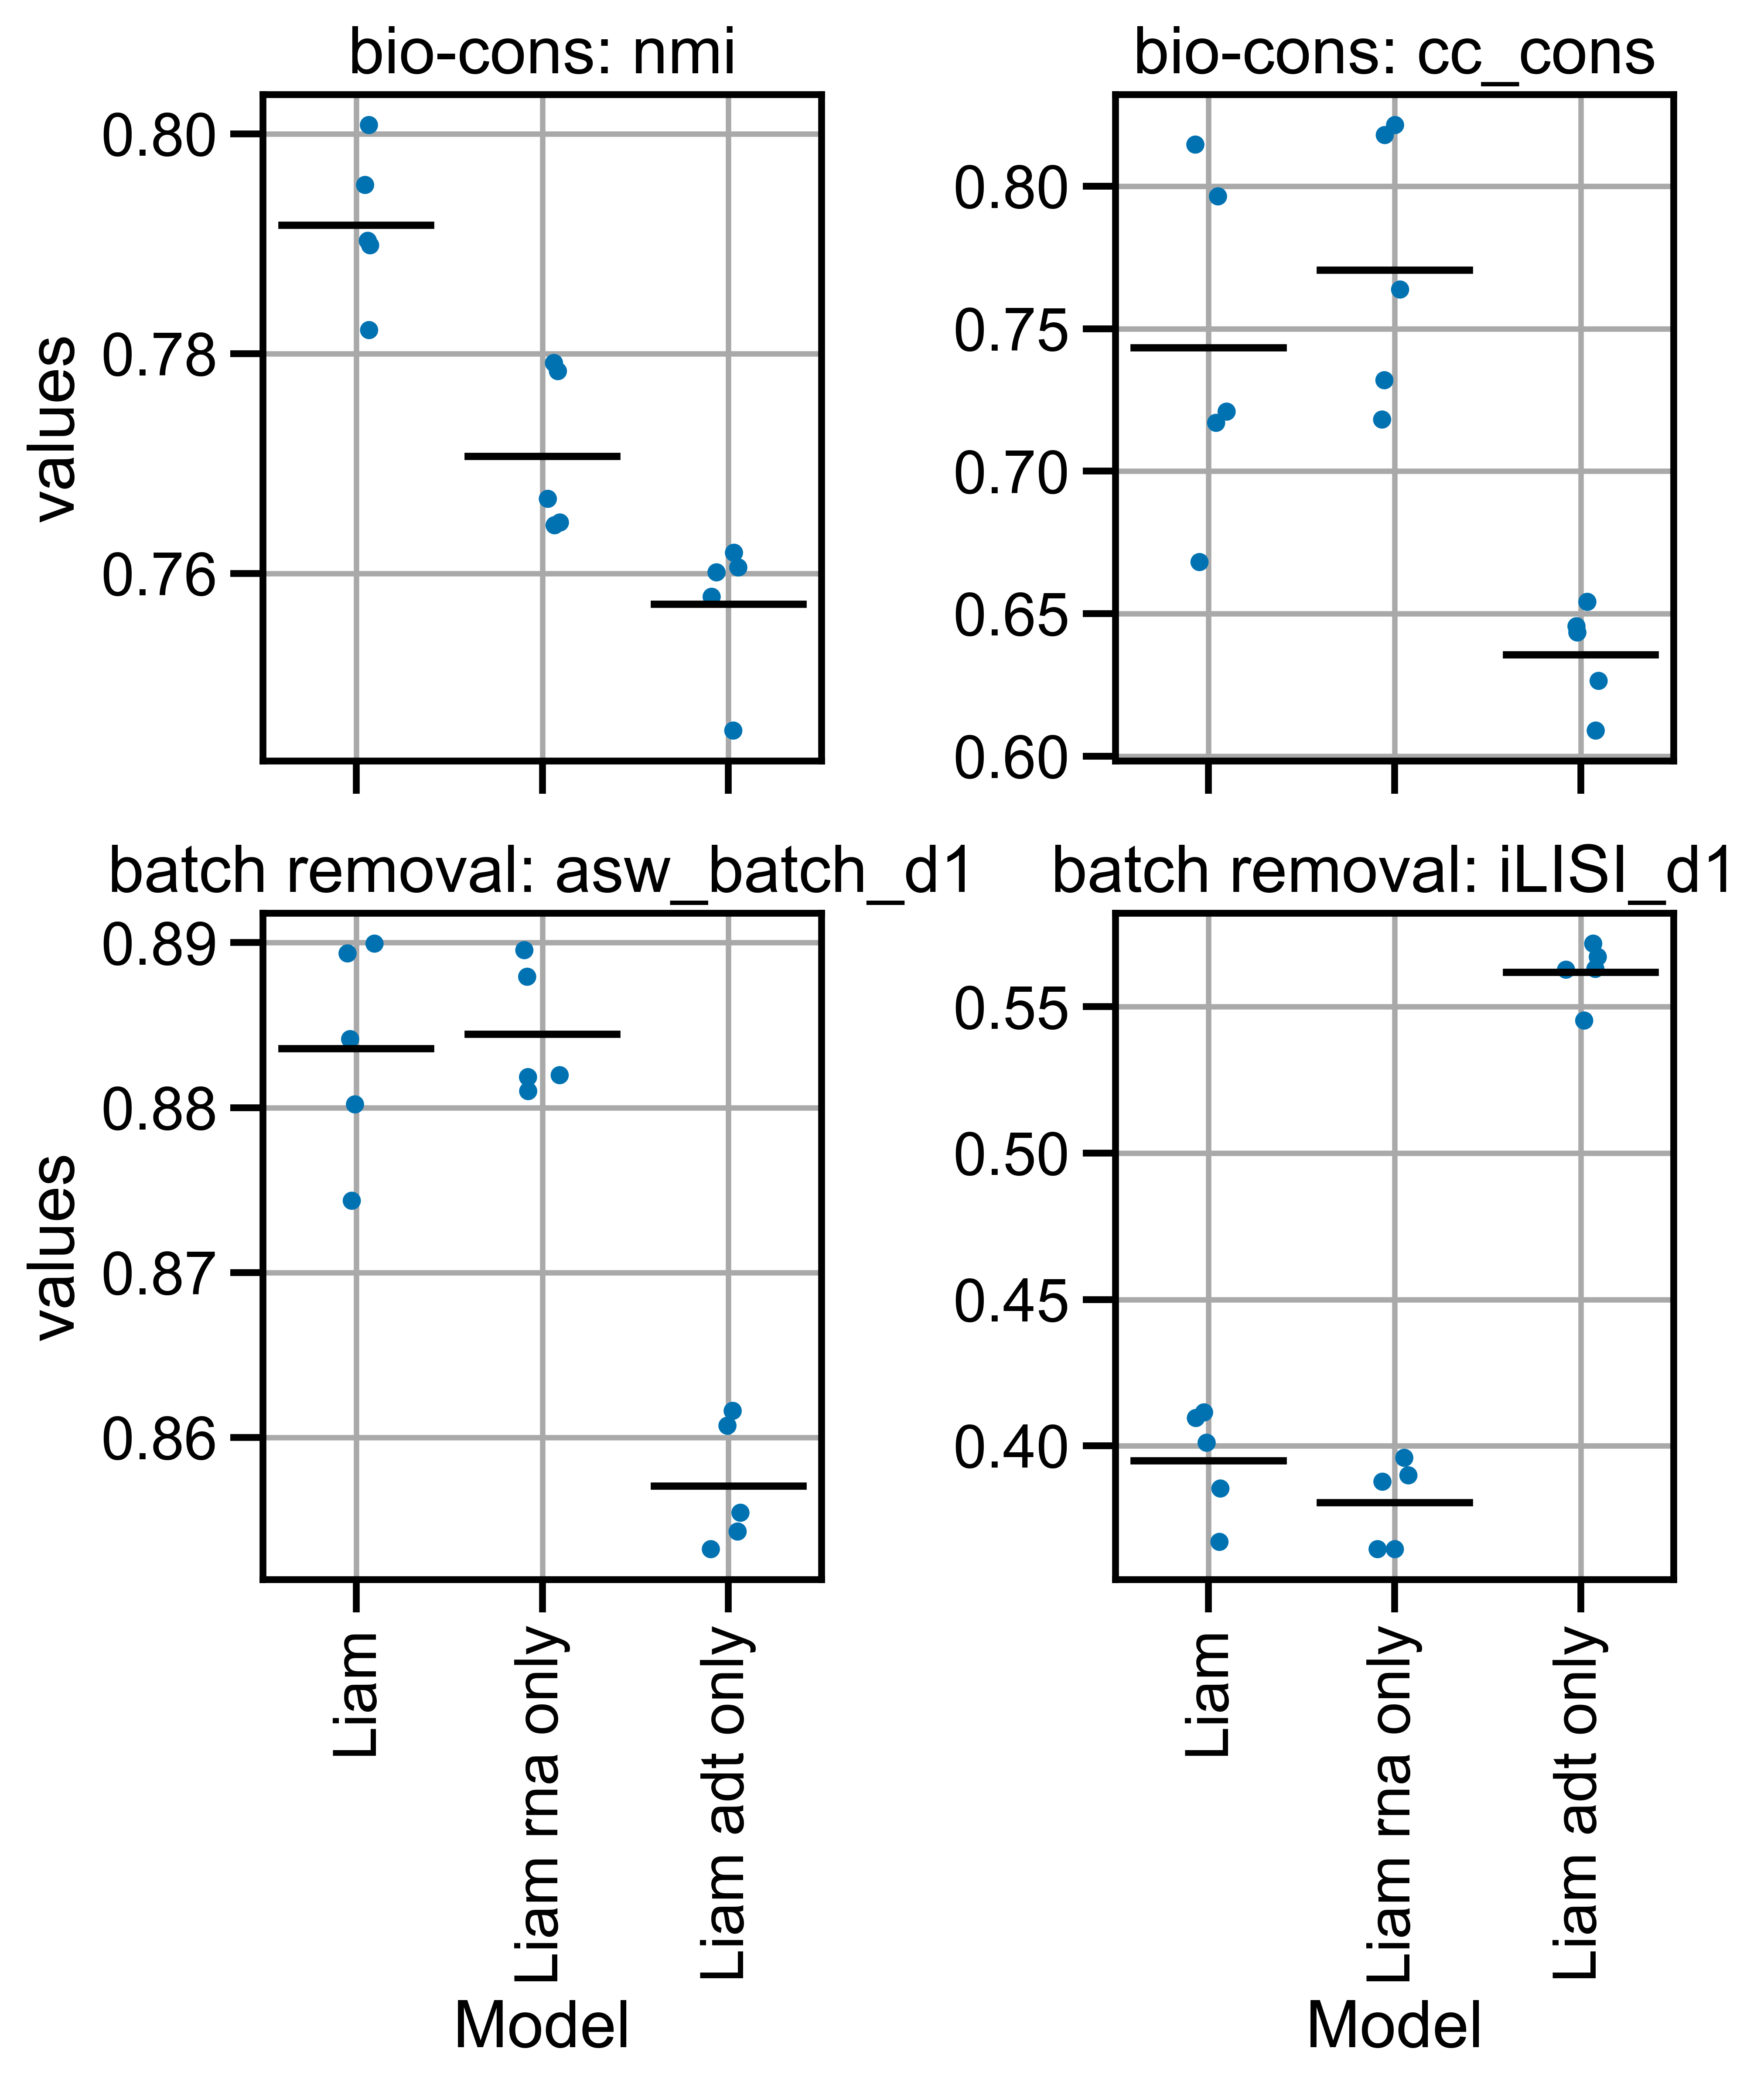 bio-cons: nmi
values
0.80
0.78
0.76
bio-cons: cc_cons
0.80
0.75
0.70
0.65
0.60
batch removal: asw_batch_d1
values
0.89
0.88
0.87
0.86
Liam
Liam rna only
Liam adt only
Model
batch removal: iLISI_d1
0.55
0.50
0.45
0.40
Liam
Liam rna only
Liam adt only
Model